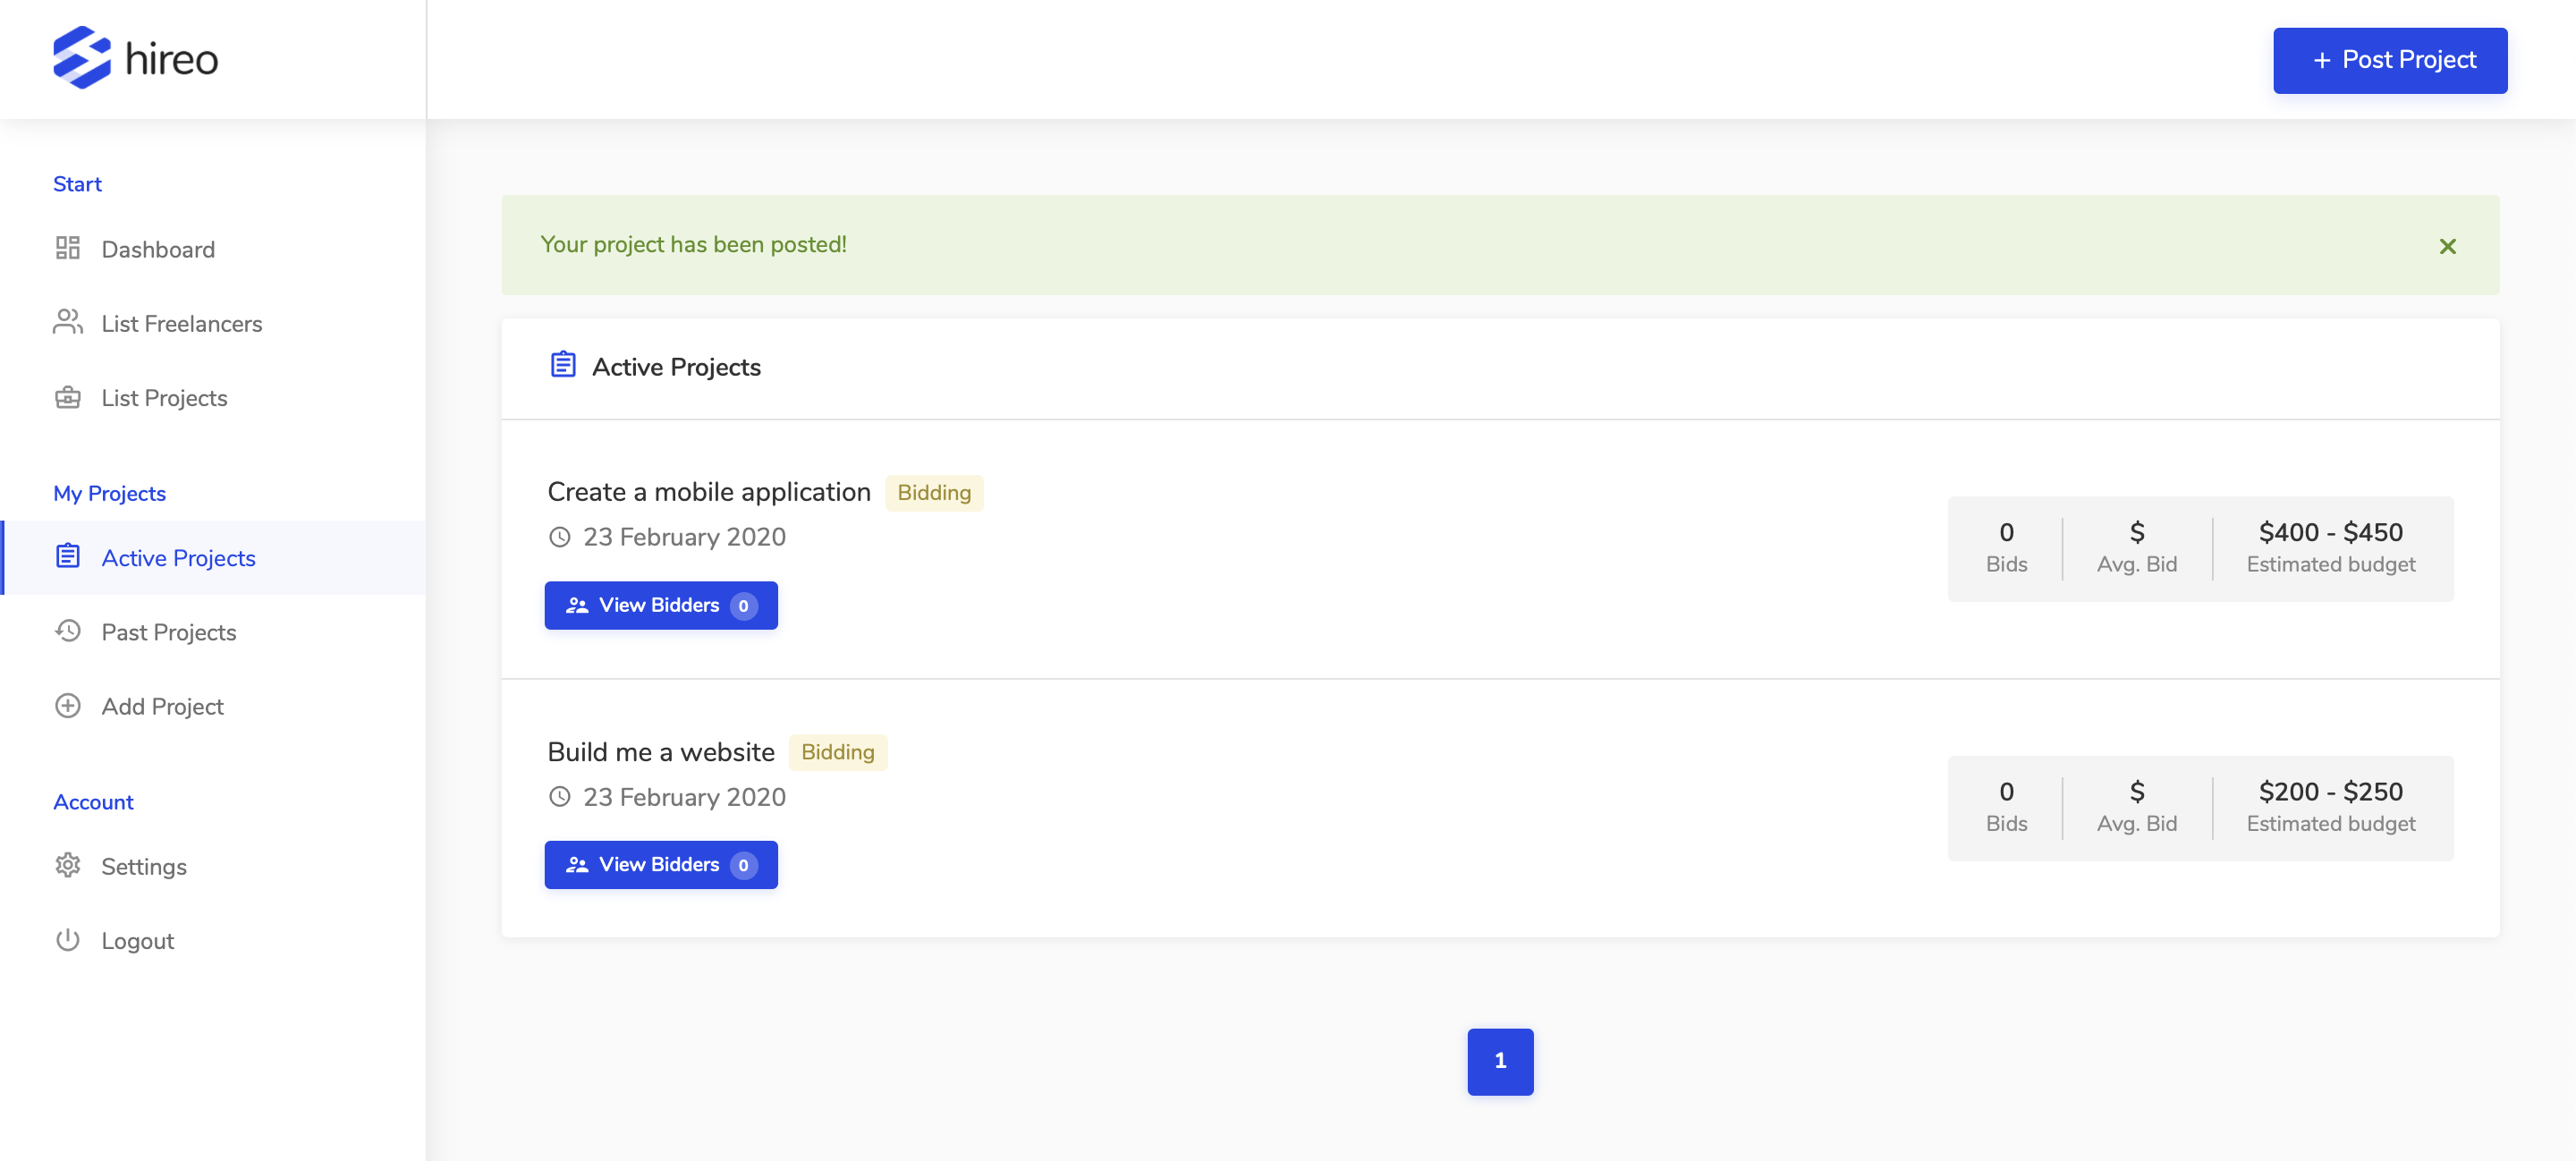 hireo
+ Post Project
Start
Dashboard
List Freelancers
List Projects
My Projects
Active Projects
Past Projects
Add Project
Account
Settings
Logout
Your project has been posted!
Active Projects
Create a mobile application Bidding
23 February 2020
View Bidders 0
0 $ $400 - $450
Bids Avg. Bid Estimated budget
Build me a website Bidding
23 February 2020
View Bidders 0
0 $ $200 - $250
Bids Avg. Bid Estimated budget
1